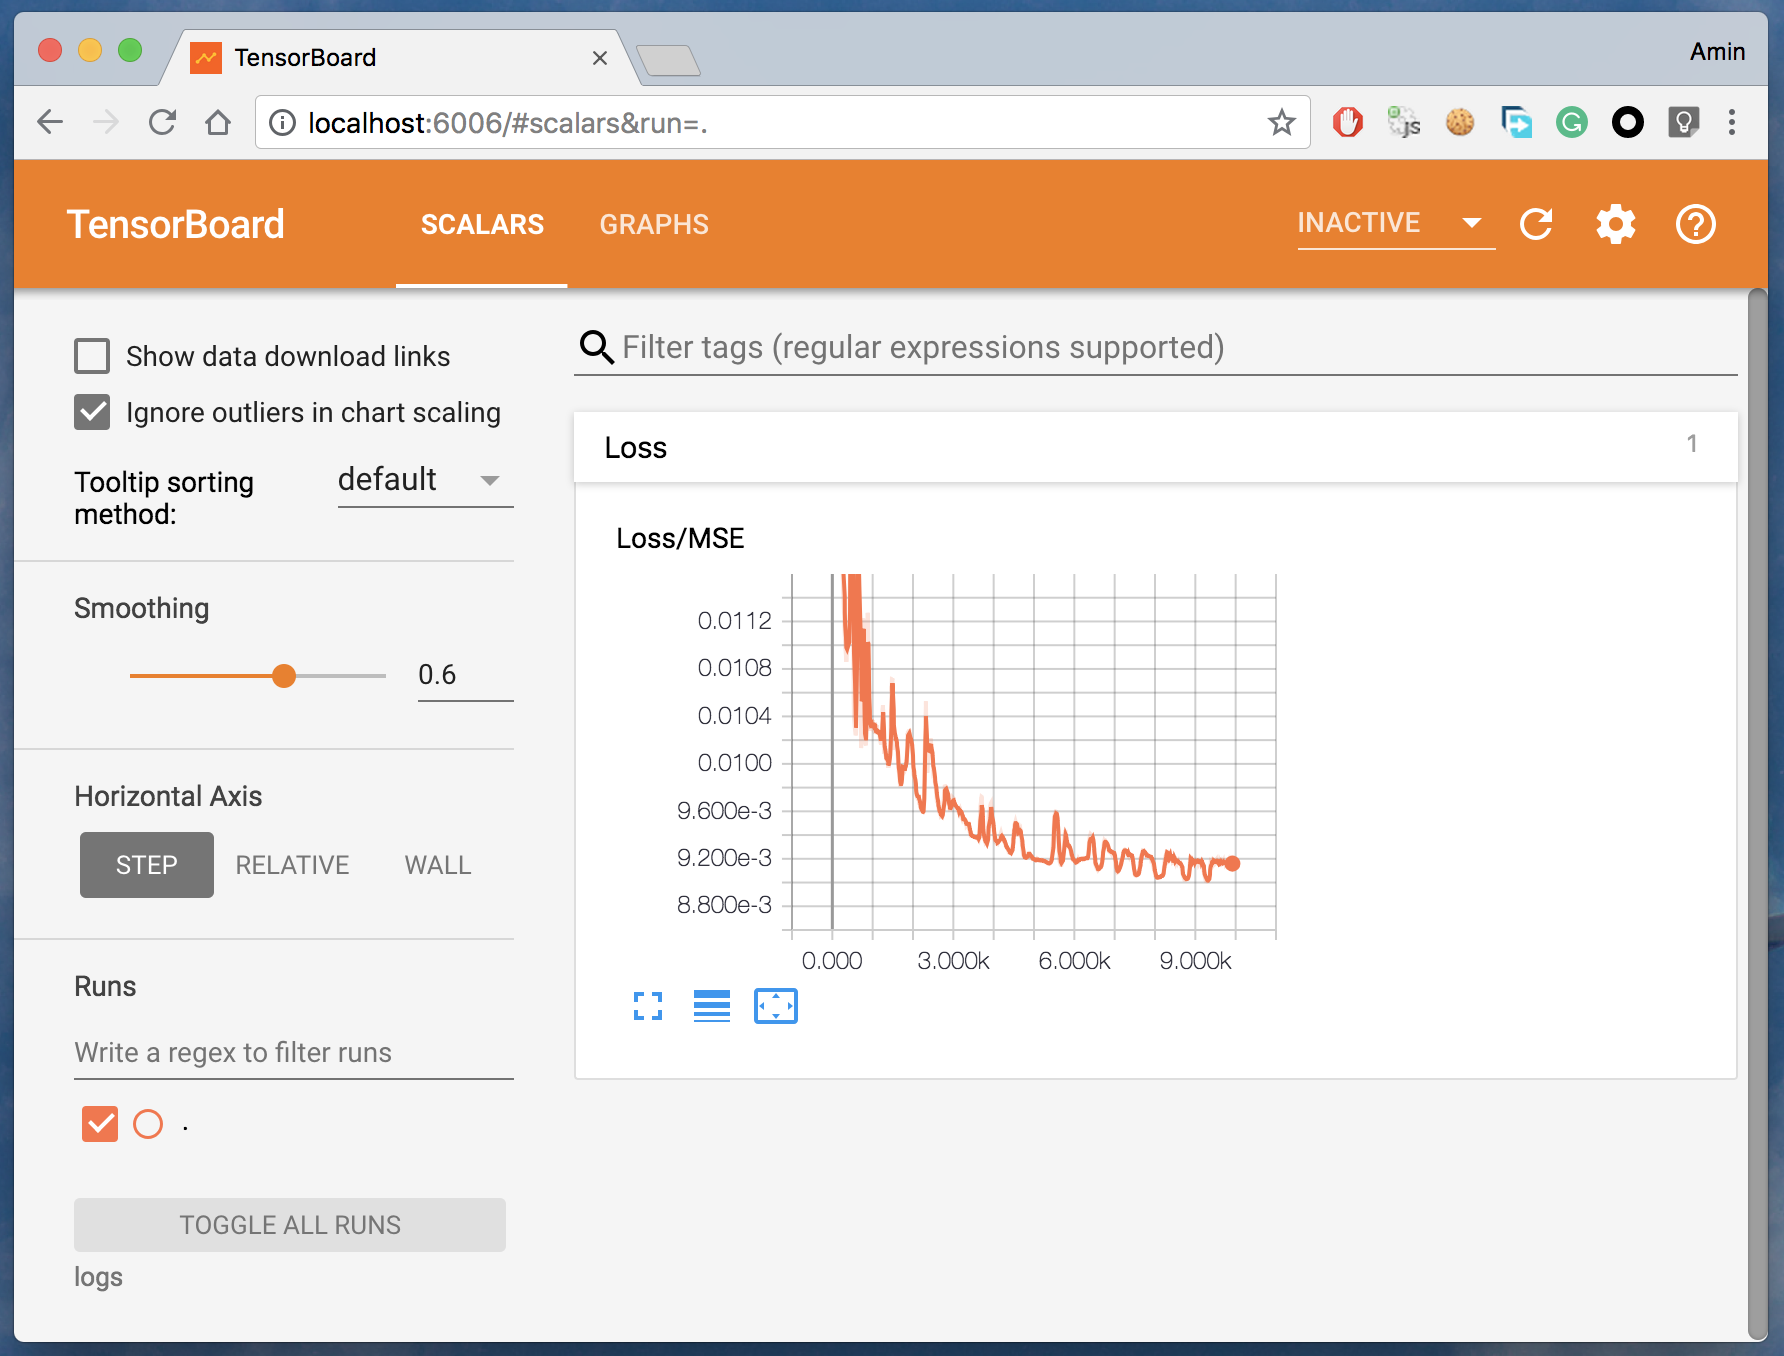 TensorBoard
Amin
localhost:6006/#scalars&run=.
js
TensorBoard
SCALARS
GRAPHS
INACTIVE
Show data download links
Ignore outliers in chart scaling
Tooltip sorting
method:
default
Smoothing
0.6
Horizontal Axis
STEP
RELATIVE
WALL
Runs
Write a regex to filter runs
.
TOGGLE ALL RUNS
logs
Filter tags (regular expressions supported)
Loss
1
Loss/MSE
0.0112
0.0108
0.0104
0.0100
9.600e-3
9.200e-3
8.800e-3
0.000
3.000k
6.000k
9.000k